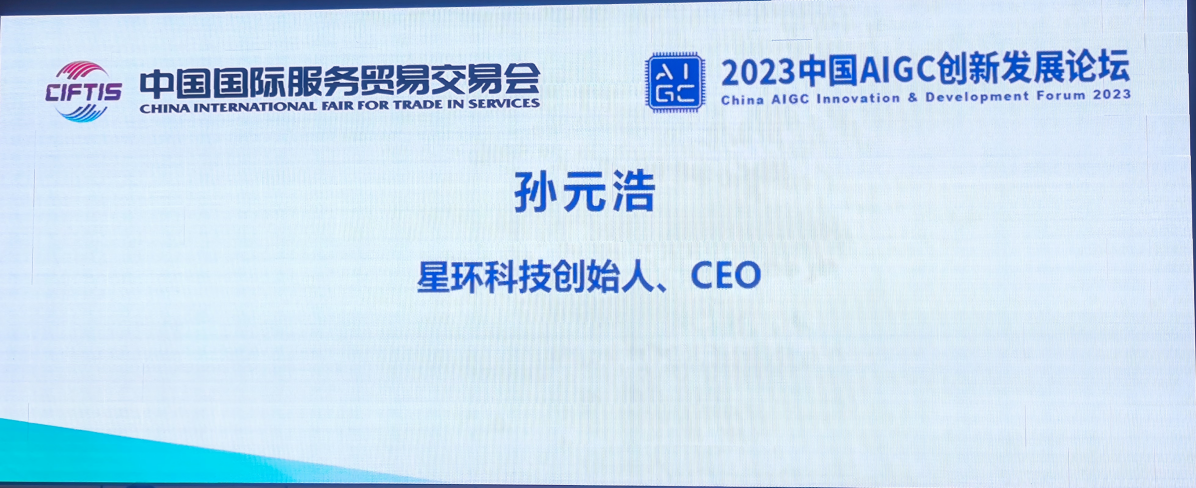 CIFTIS
中国国际服务贸易交易会
CHINA INTERNATIONAL FAIR FOR TRADE IN SERVICES
AI
GC
2023中国AIGC创新发展论坛
China AIGC Innovation & Development Forum 2023
孙元浩
星环科技创始人、CEO